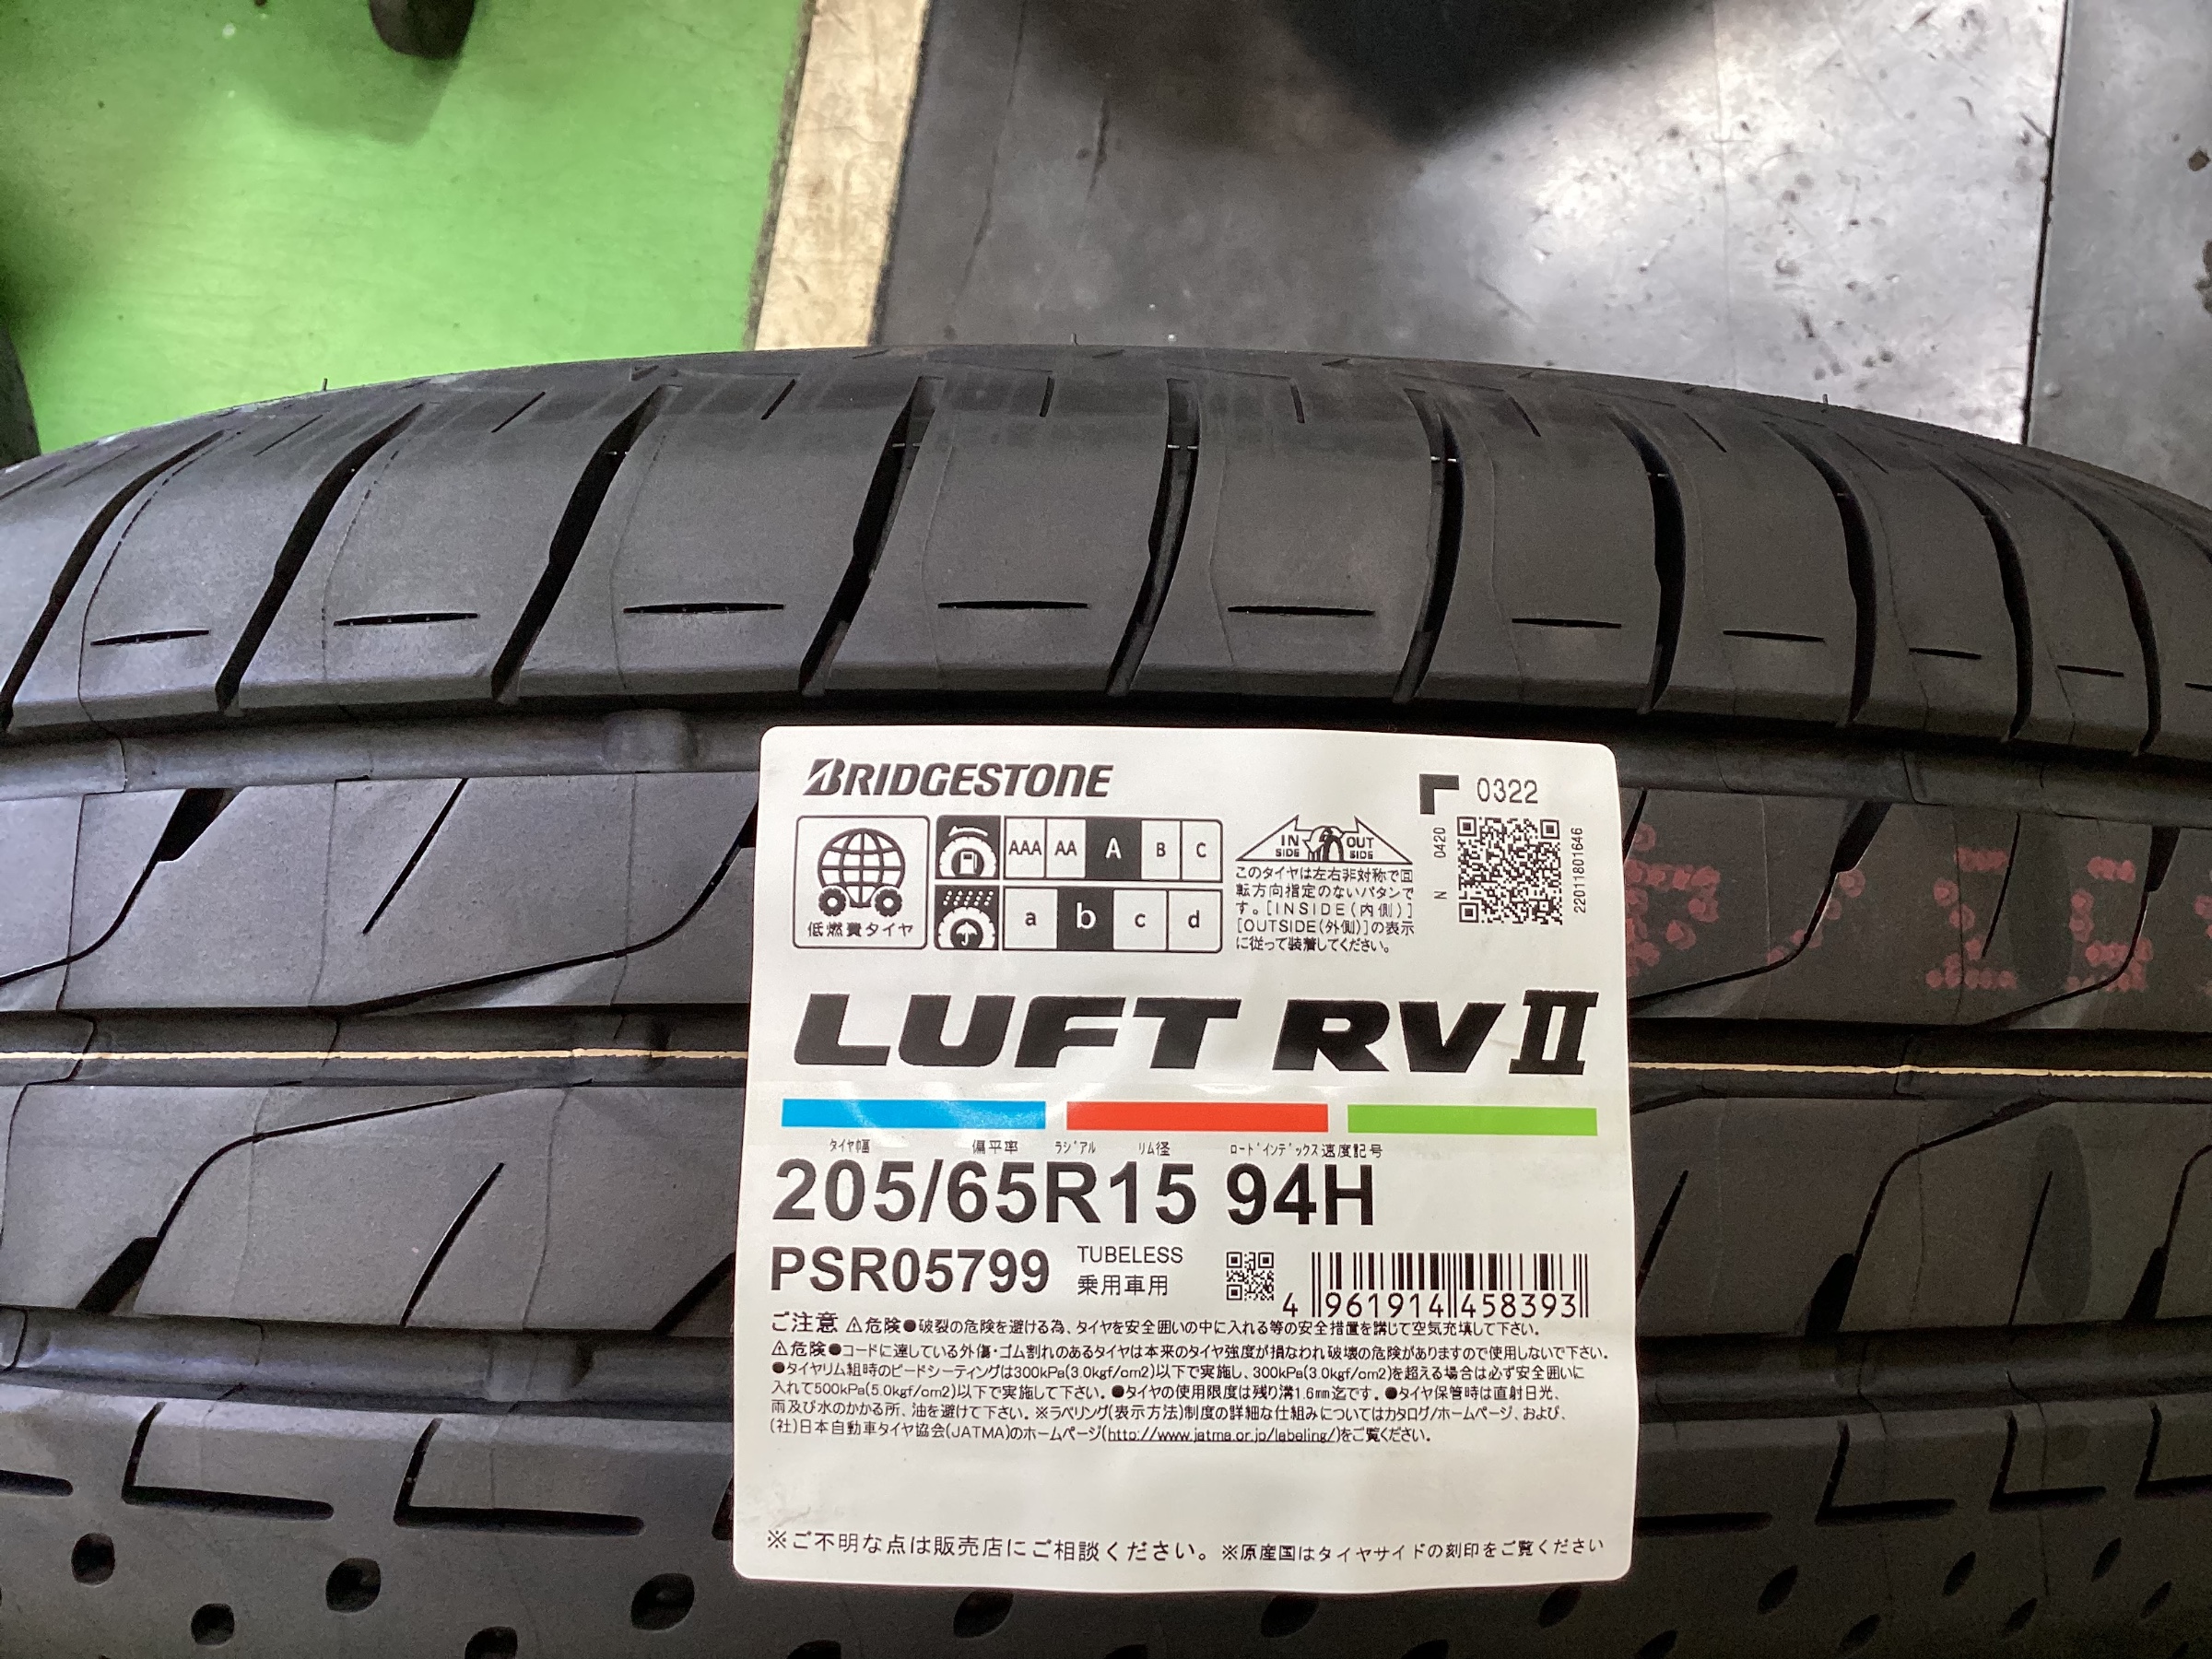 BRIDGESTONE
0322
低燃費タイヤ
AAA AA A B C
a b c d
IN SIDE OUT SIDE
このタイヤは左右非対称で回
転方向指定のないパタンで
す。[INSIDE(内側)]
[OUTSIDE(外側)]の表示
に従って装着してください。
N 0420
2201180164​6
LUFT RVⅡ
タイヤ巾幅 偏平率 ラジアル リム径 ロードインデックス 速度記号
205/65R15 94H
PSR05799
TUBELESS
乗用車用
4 961914 458393
ご注意 ⚠危険●破裂の危険を避ける為、タイヤを安全囲いの中に入れる等の安全措置を講じて空気充填して下さい。
⚠危険●コードに達している外傷・ゴム割れのあるタイヤは本来のタイヤ強度が損なわれ破壊の危険がありますので使用しないで下さい。
●タイヤリム組時のビードシーティングは300kPa(3.0kgf/cm2)以下で実施し、300kPa(3.0kgf/cm2)を超える場合は必ず安全囲いに
入れて500kPa(5.0kgf/cm2)以下で実施して下さい。●タイヤの使用限度は残り溝1.6mm迄です。●タイヤ保管時は直射日光、
雨及び水のかかる所、油を避けて下さい。※ラベリング(表示方法)制度の詳細な仕組みについてはカタログ/ホームページ、および、
(社)日本自動車タイヤ協会(JATMA)のホームページ(http://www.jatma.or.jp/labeling/)をご覧ください。
※ご不明な点は販売店にご相談ください。※原産国はタイヤサイドの刻印をご覧ください